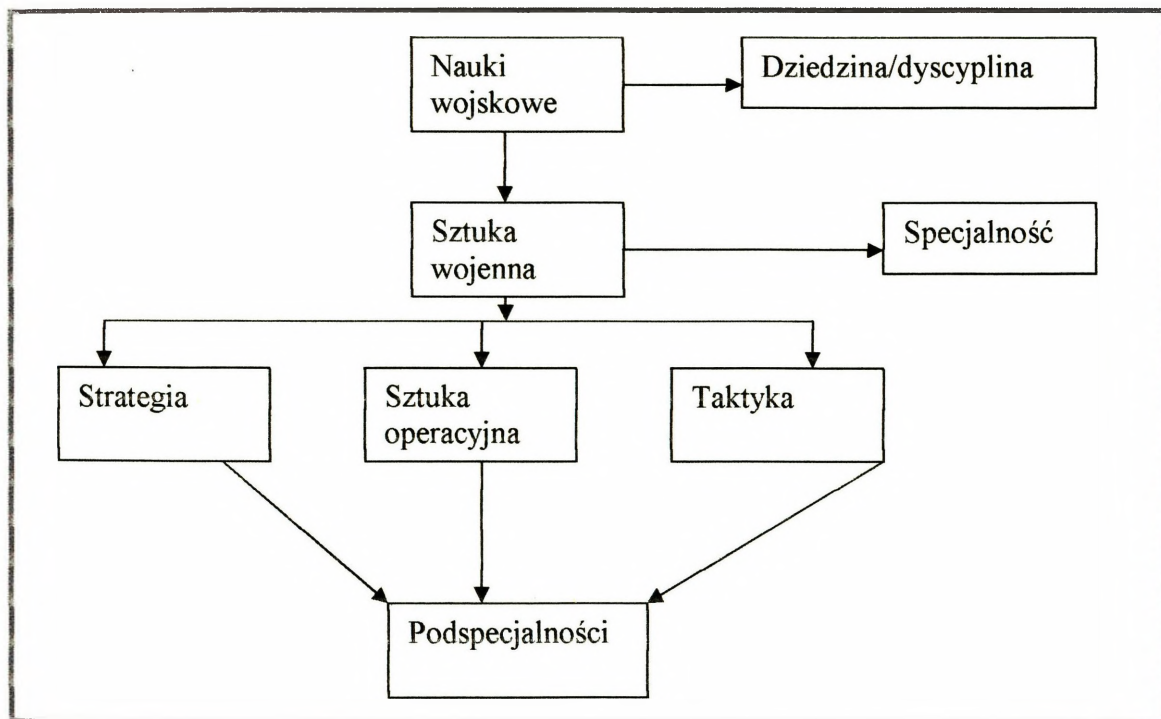 Nauki
wojskowe
Dziedzina/dyscyplina
Sztuka
wojenna
Specjalność
Strategia
Sztuka
operacyjna
Taktyka
Podspecjalności